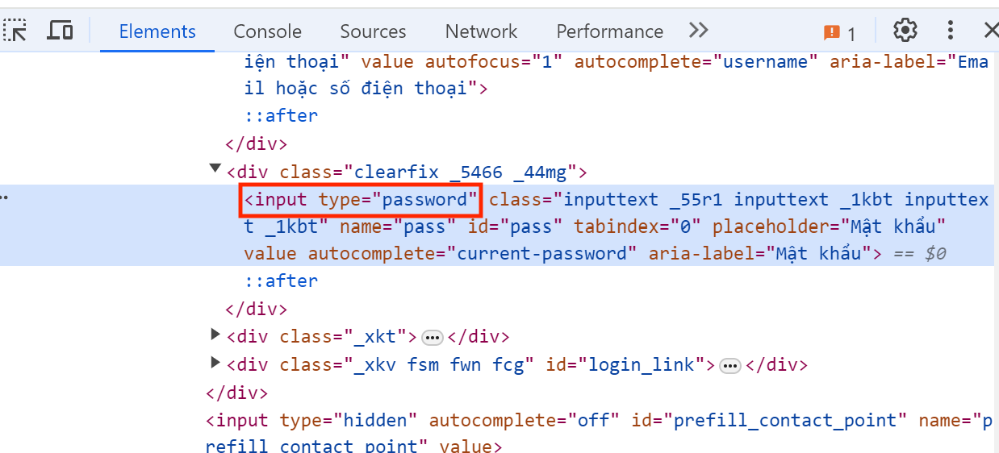 Elements Console Sources Network Performance 1
iện thoại" value autofocus="1" autocomplete="username" aria-label="Ema
il hoặc số điện thoại">
::after
</div>
<div class="clearfix _5466 _44mg">
<input type="password" class="inputtext _55r1 inputtext _1kbt inputtex
t _1kbt" name="pass" id="pass" tabindex="0" placeholder="Mật khẩu"
value autocomplete="current-password" aria-label="Mật khẩu"> == $0
::after
</div>
<div class="_xkt">…</div>
<div class="_xkv fsm fwn fcg" id="login_link">…</div>
</div>
<input type="hidden" autocomplete="off" id="prefill_contact_point" name="p
refill_contact_point" value>